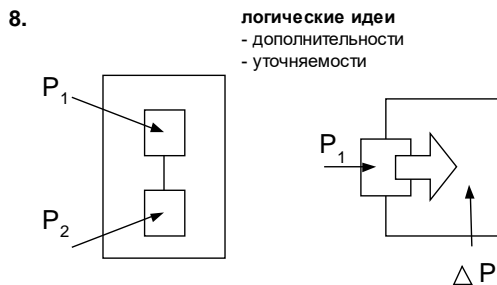 8.
логические идеи
- дополнительности
- уточняемости
P1
P2
P1
△ P